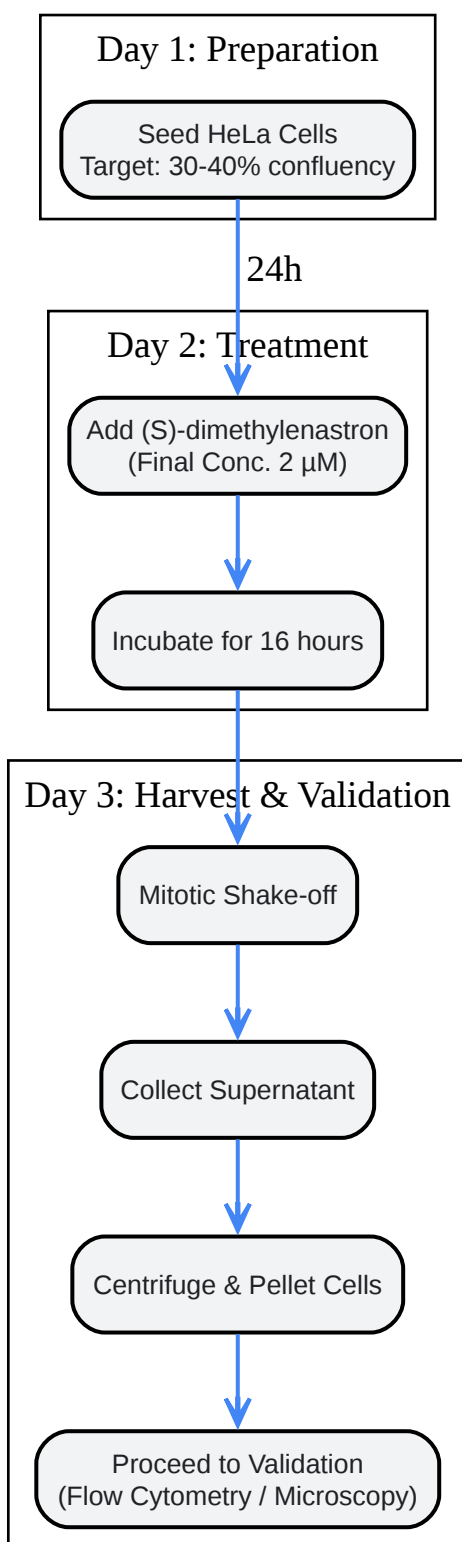 Day 1: Preparation
Seed HeLa Cells
Target: 30-40% confluency
24h
Day 2: Treatment
Add (S)-dimethylenastron
(Final Conc. 2 µM)
Incubate for 16 hours
Day 3: Harvest & Validation
Mitotic Shake-off
Collect Supernatant
Centrifuge & Pellet Cells
Proceed to Validation
(Flow Cytometry / Microscopy)